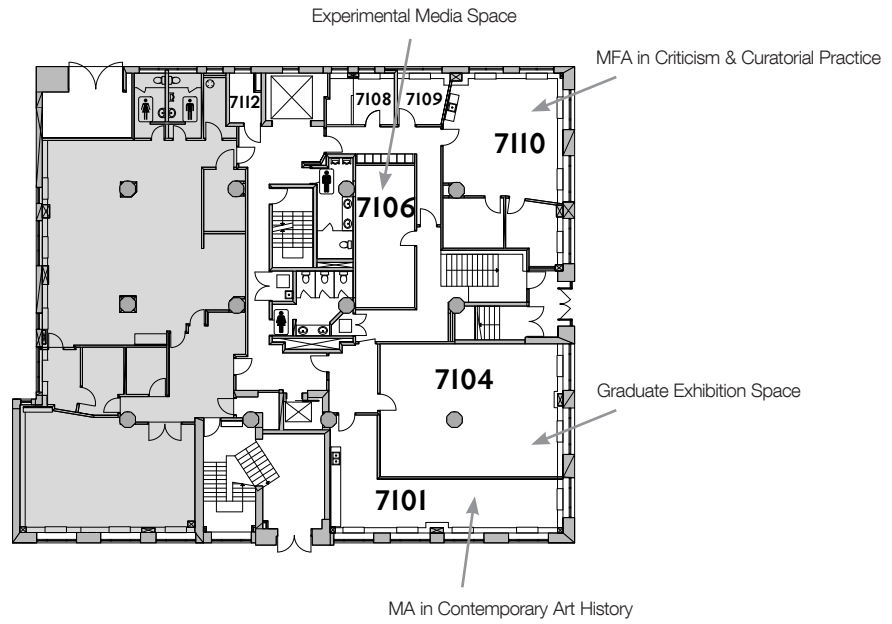 Experimental Media Space
MFA in Criticism & Curatorial Practice
7112
7108
7109
7110
7106
7104
Graduate Exhibition Space
7101
MA in Contemporary Art History